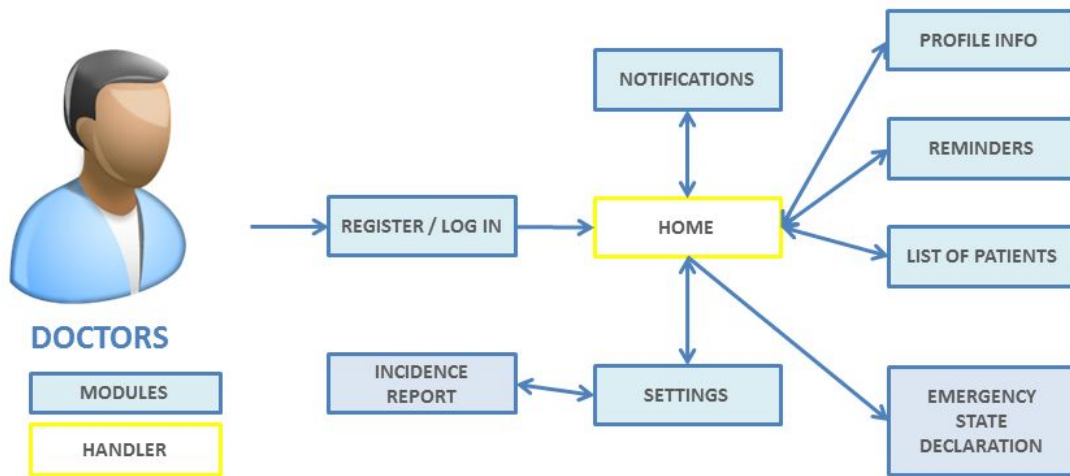 PROFILE INFO
NOTIFICATIONS
REMINDERS
REGISTER / LOG IN
HOME
LIST OF PATIENTS
DOCTORS
MODULES
HANDLER
INCIDENCE
REPORT
SETTINGS
EMERGENCY
STATE
DECLARATION